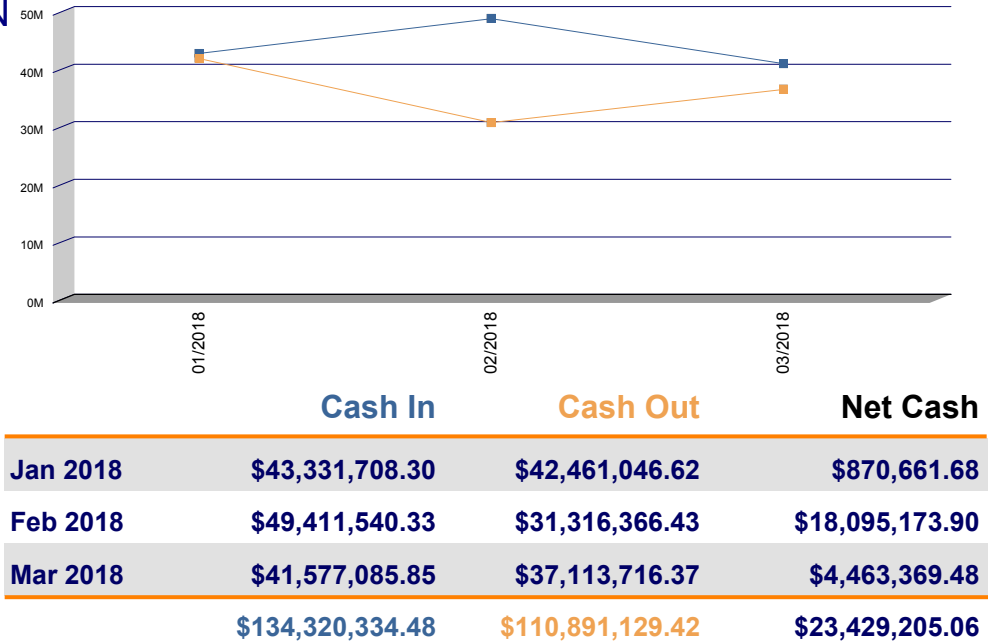 N
50M
40M
30M
20M
10M
0M
01/2018
02/2018
03/2018
Cash In Cash Out Net Cash
Jan 2018 $43,331,708.30 $42,461,046.62 $870,661.68
Feb 2018 $49,411,540.33 $31,316,366.43 $18,095,173.90
Mar 2018 $41,577,085.85 $37,113,716.37 $4,463,369.48
$134,320,334.48 $110,891,129.42 $23,429,205.06